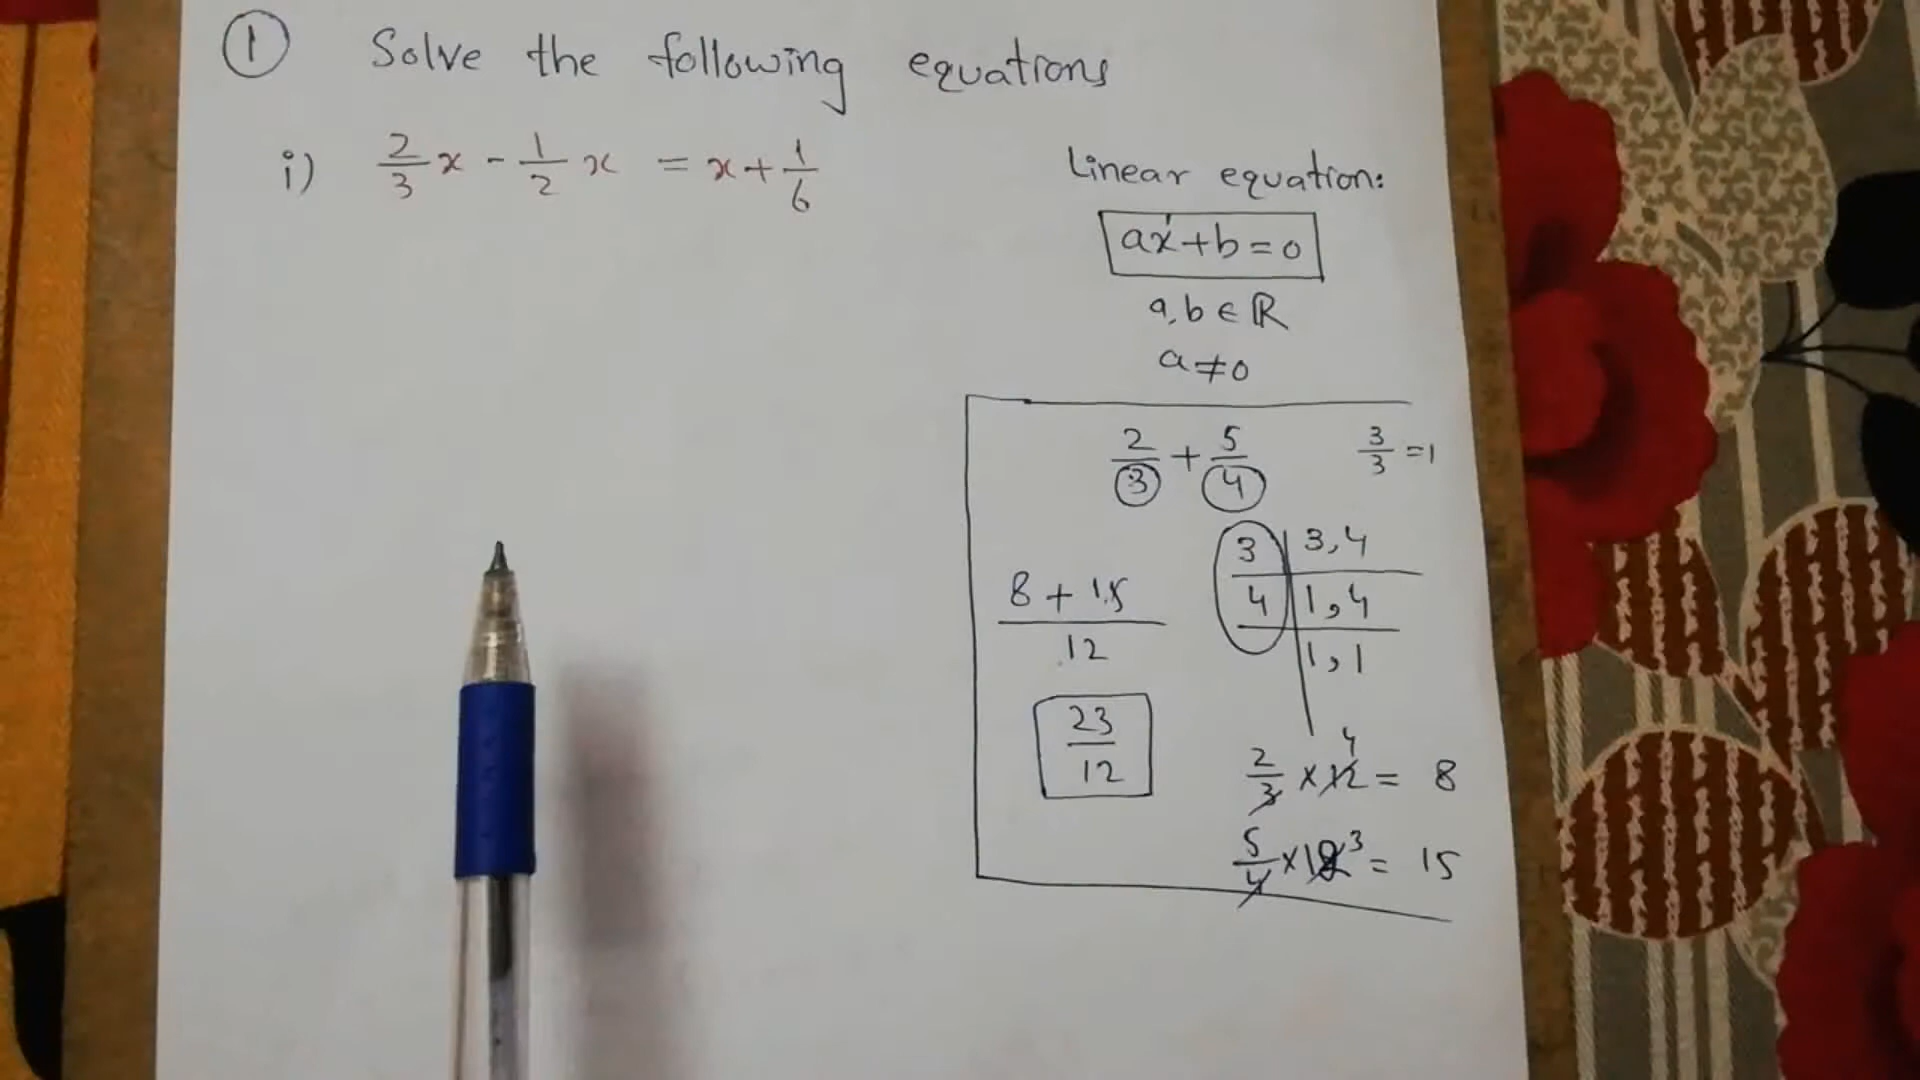 ① Solve the following equations
i) 2/3 x - 1/2 x = x + 1/6
Linear equation:
ax + b = 0
a, b ∈ ℝ
a ≠ 0
2/3 + 5/4
3/3 = 1
3 | 3, 4
4 | 1, 4
1, 1
8 + 15 / 12
23/12
2/3 × 12 4 = 8
5/4 × 12 3 = 15